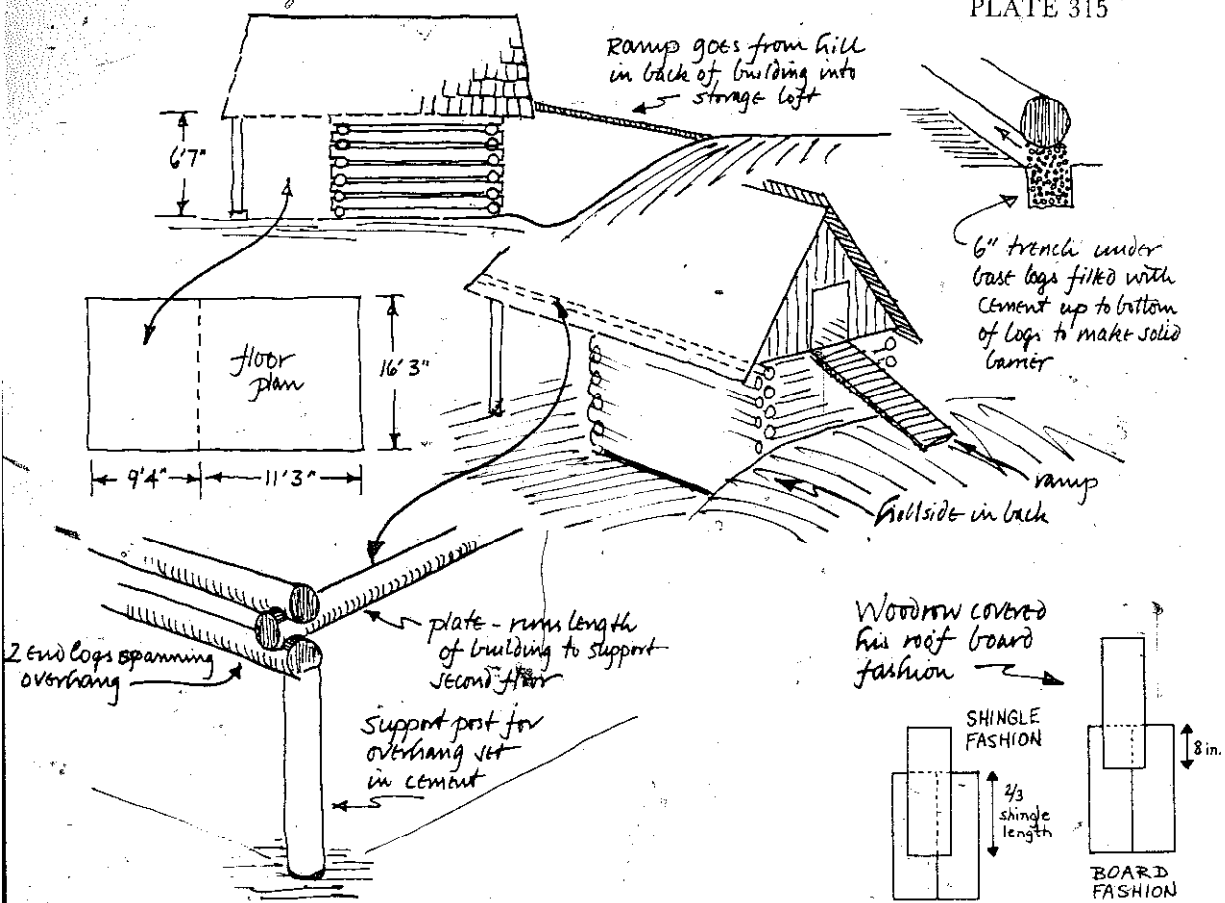 PLATE 315
Ramp goes from hill
in back of building into
storage loft
6'7"
6" trench under
base logs filled with
cement up to bottom
of logs to make solid
barrier
floor
plan
16'3"
9'4"
11'3"
ramp
hillside in back
2 end logs spanning
overhang
plate - runs length
of building to support
second floor
support post for
overhang set
in cement
Woodrow covered
his roof board
fashion
SHINGLE
FASHION
2/3
shingle
length
8 in.
BOARD
FASHION